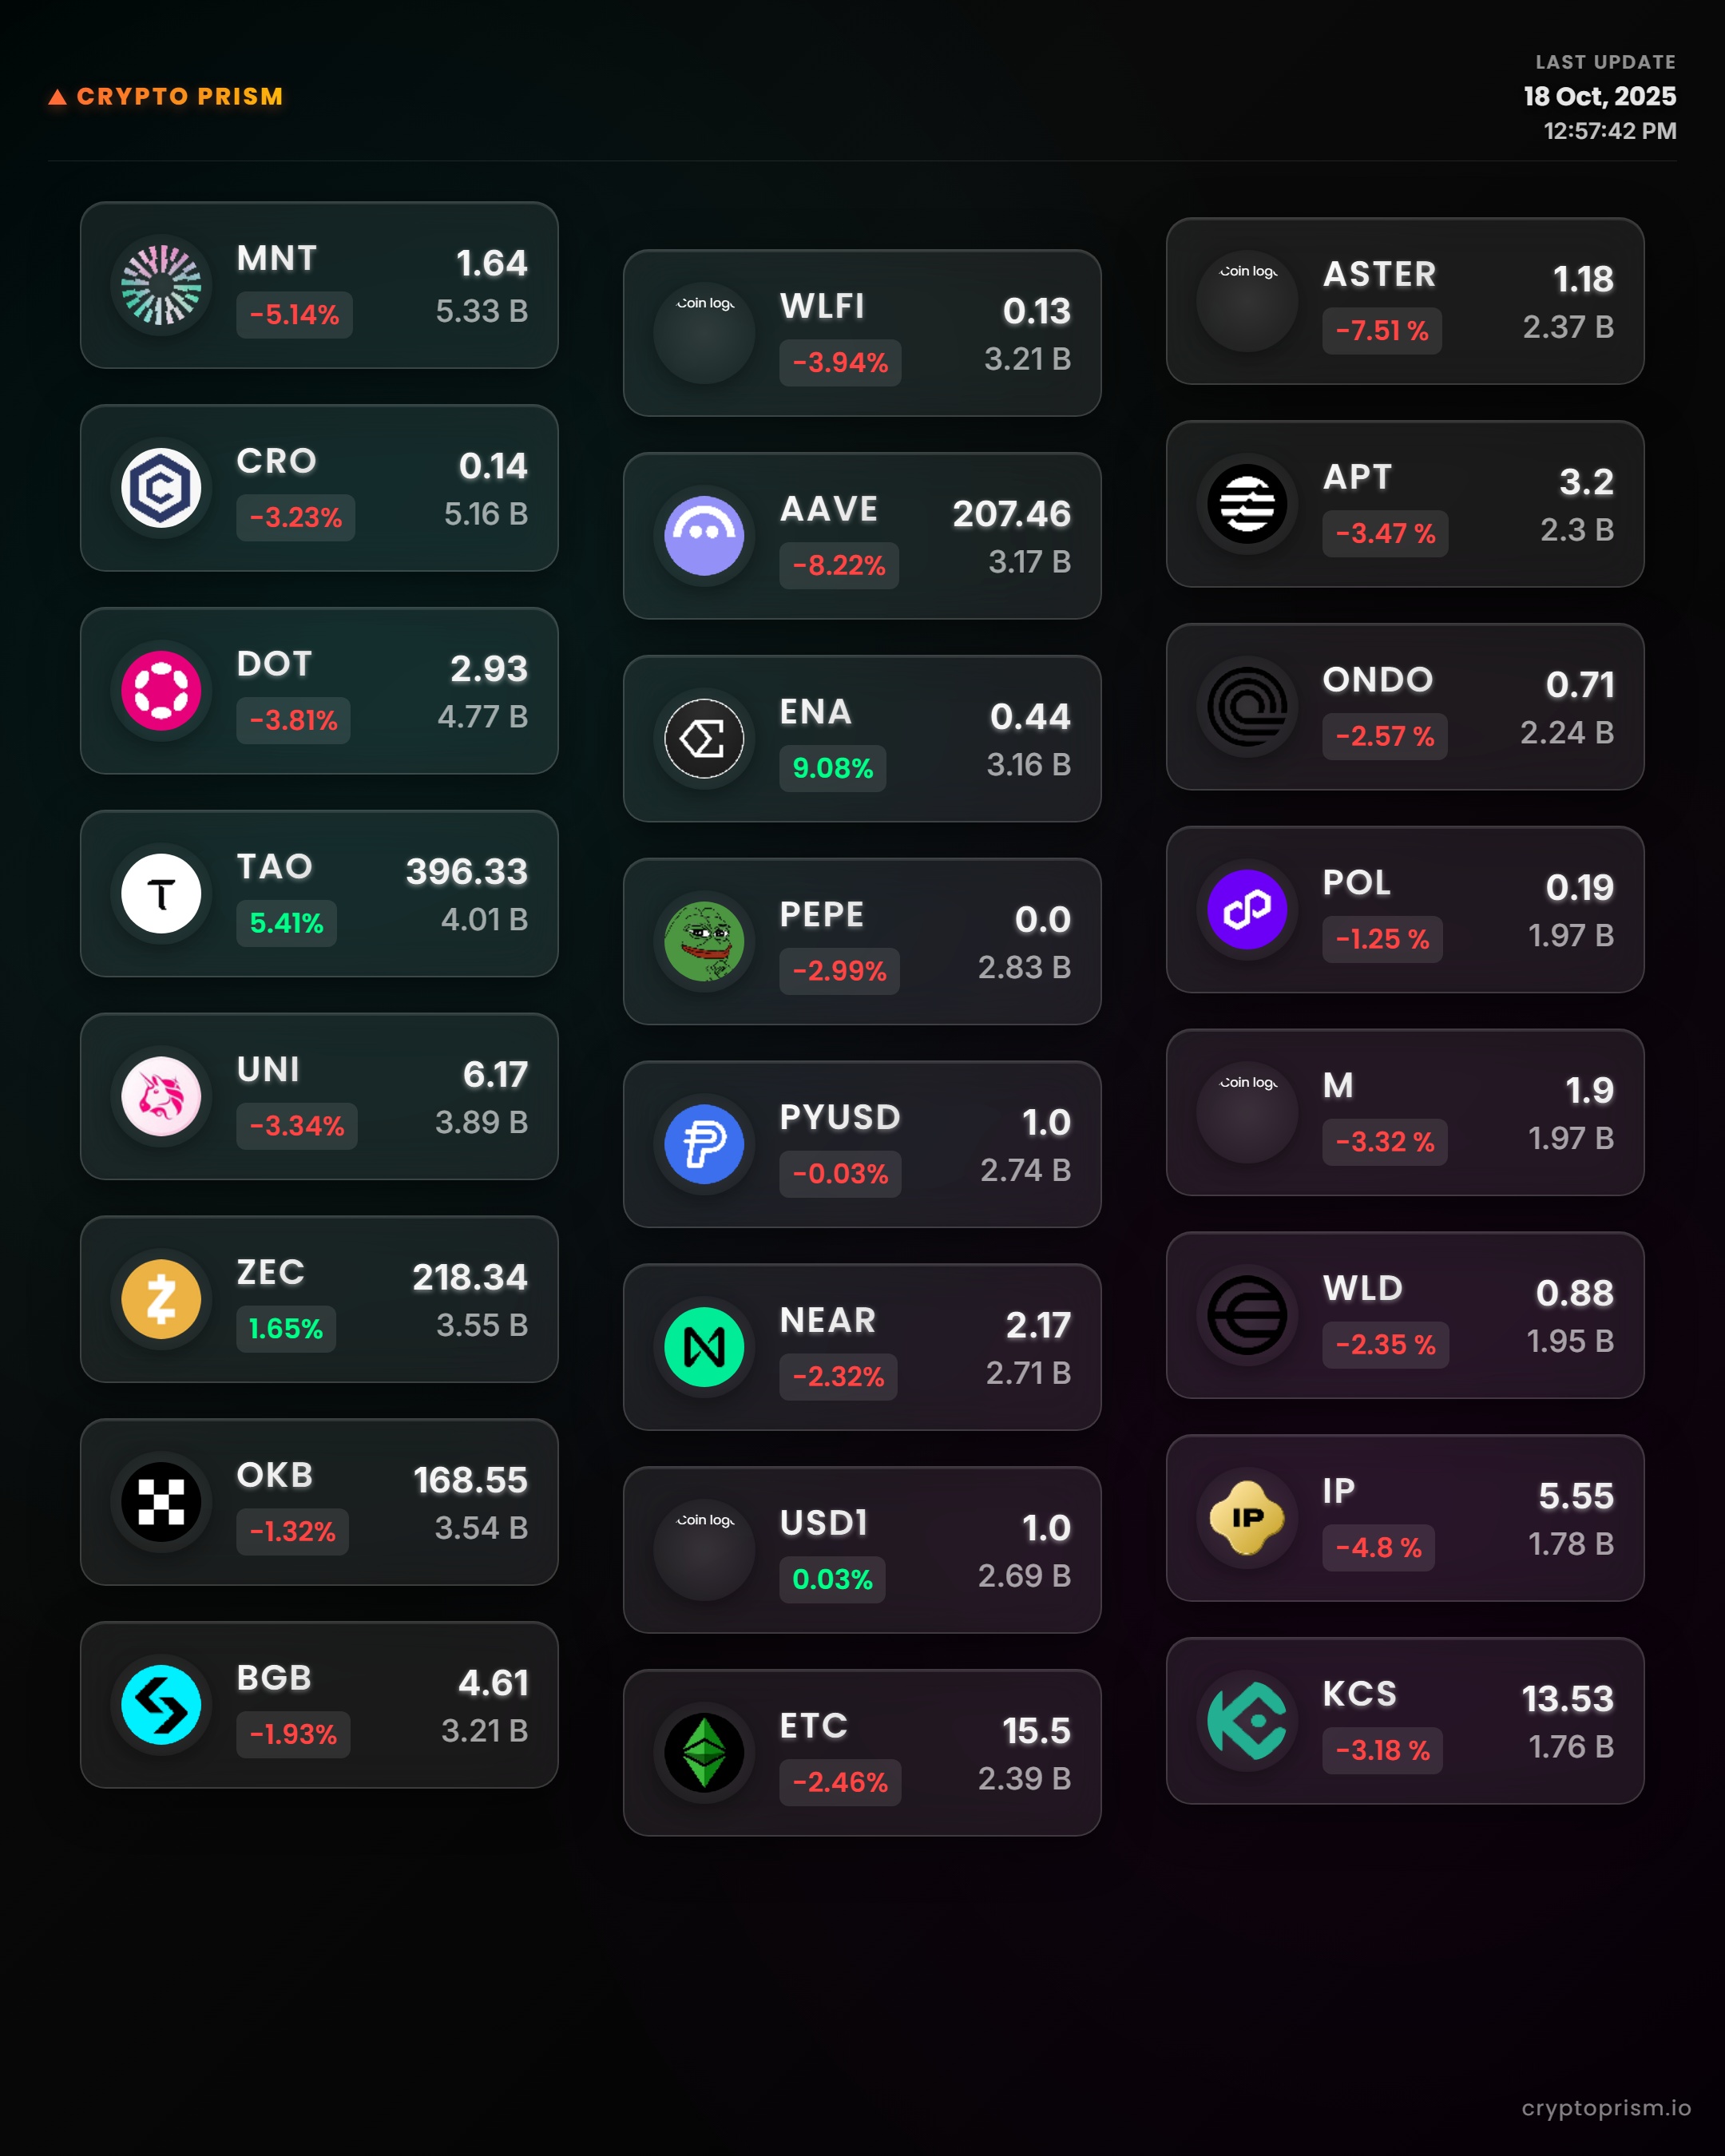 CRYPTO PRISM
LAST UPDATE
18 Oct, 2025
12:57:42 PM
MNT
1.64
-5.14%
5.33 B
CRO
0.14
-3.23%
5.16 B
DOT
2.93
-3.81%
4.77 B
TAO
396.33
5.41%
4.01 B
UNI
6.17
-3.34%
3.89 B
ZEC
218.34
1.65%
3.55 B
OKB
168.55
-1.32%
3.54 B
BGB
4.61
-1.93%
3.21 B
Coin log
WLFI
0.13
-3.94%
3.21 B
AAVE
207.46
-8.22%
3.17 B
ENA
0.44
9.08%
3.16 B
PEPE
0.0
-2.99%
2.83 B
PYUSD
1.0
-0.03%
2.74 B
NEAR
2.17
-2.32%
2.71 B
Coin log
USD1
1.0
0.03%
2.69 B
ETC
15.5
-2.46%
2.39 B
Coin log
ASTER
1.18
-7.51 %
2.37 B
APT
3.2
-3.47 %
2.3 B
ONDO
0.71
-2.57 %
2.24 B
POL
0.19
-1.25 %
1.97 B
Coin log
M
1.9
-3.32 %
1.97 B
WLD
0.88
-2.35 %
1.95 B
IP
IP
5.55
-4.8 %
1.78 B
KCS
13.53
-3.18 %
1.76 B
cryptoprism.io